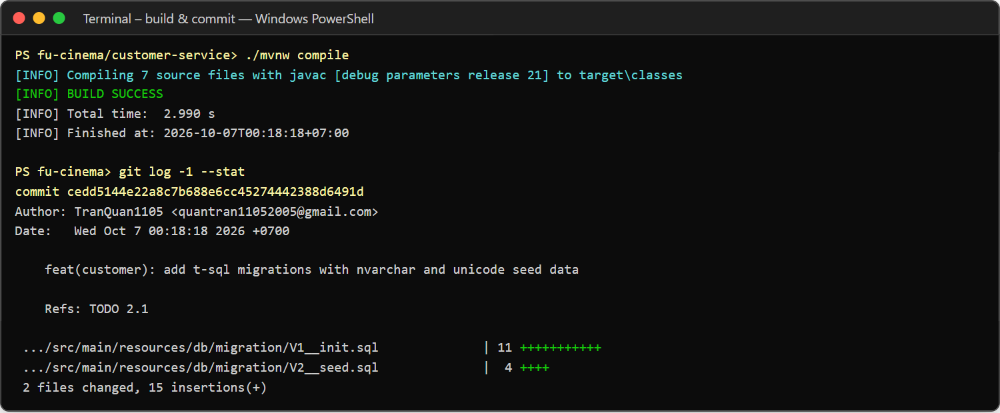 Terminal – build & commit — Windows PowerShell
PS fu-cinema/customer-service> ./mvnw compile
[INFO] Compiling 7 source files with javac [debug parameters release 21] to target\classes
[INFO] BUILD SUCCESS
[INFO] Total time:  2.990 s
[INFO] Finished at: 2026-10-07T00:18:18+07:00
PS fu-cinema> git log -1 --stat
commit cedd5144e22a8c7b688e6cc45274442388d6491d
Author: TranQuan1105 <quantran11052005@gmail.com>
Date:   Wed Oct 7 00:18:18 2026 +0700
feat(customer): add t-sql migrations with nvarchar and unicode seed data
Refs: TODO 2.1
.../src/main/resources/db/migration/V1__init.sql | 11 +++++++++++
.../src/main/resources/db/migration/V2__seed.sql |  4 ++++
2 files changed, 15 insertions(+)